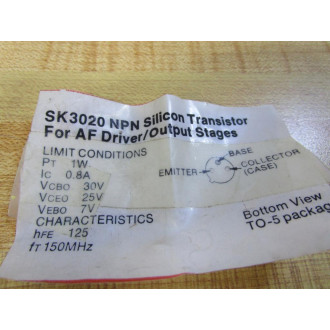 SK3020 NPN Silicon Transistor
For AF Driver/Output Stages
LIMIT CONDITIONS
PT 1W
IC 0.8A
VCBO 30V
VCEO 25V
VEBO 7V
CHARACTERISTICS
hFE 125
fT 150MHz
BASE
EMITTER
COLLECTOR
(CASE)
Bottom View
TO-5 package